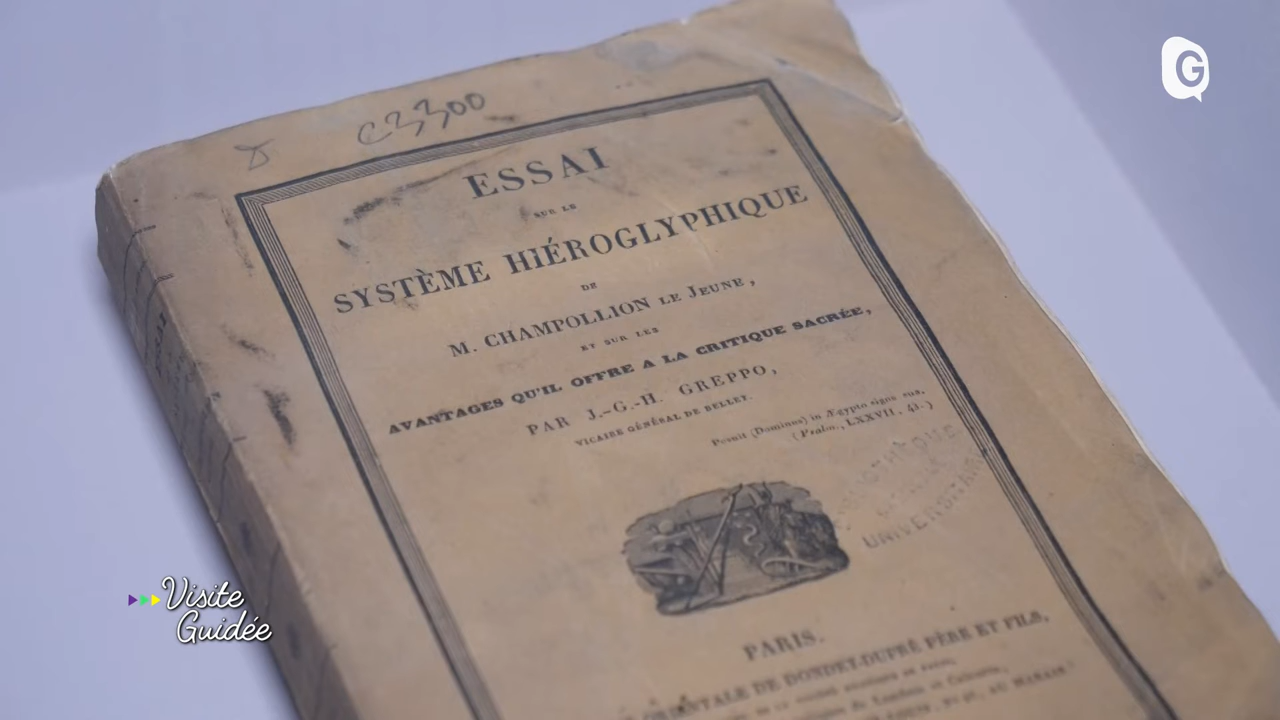 G
C3300
ESSAI
SUR LE
SYSTÈME HIÉROGLYPHIQUE
DE
M. CHAMPOLLION LE JEUNE,
ET SUR LES
AVANTAGES QU'IL OFFRE A LA CRITIQUE SACRÉE,
PAR J.-G.-H. GREPPO,
VICAIRE GÉNÉRAL DE BELLEY.
Posuit (Dominus) in Ægypto signa sua,
(Psalm., LXXVII. 43.)
UNIVERSITAIRE
PARIS.
ORIENTALE DE DONDEY-DUPRÉ PÈRE ET FILS,
Visite
Guidée